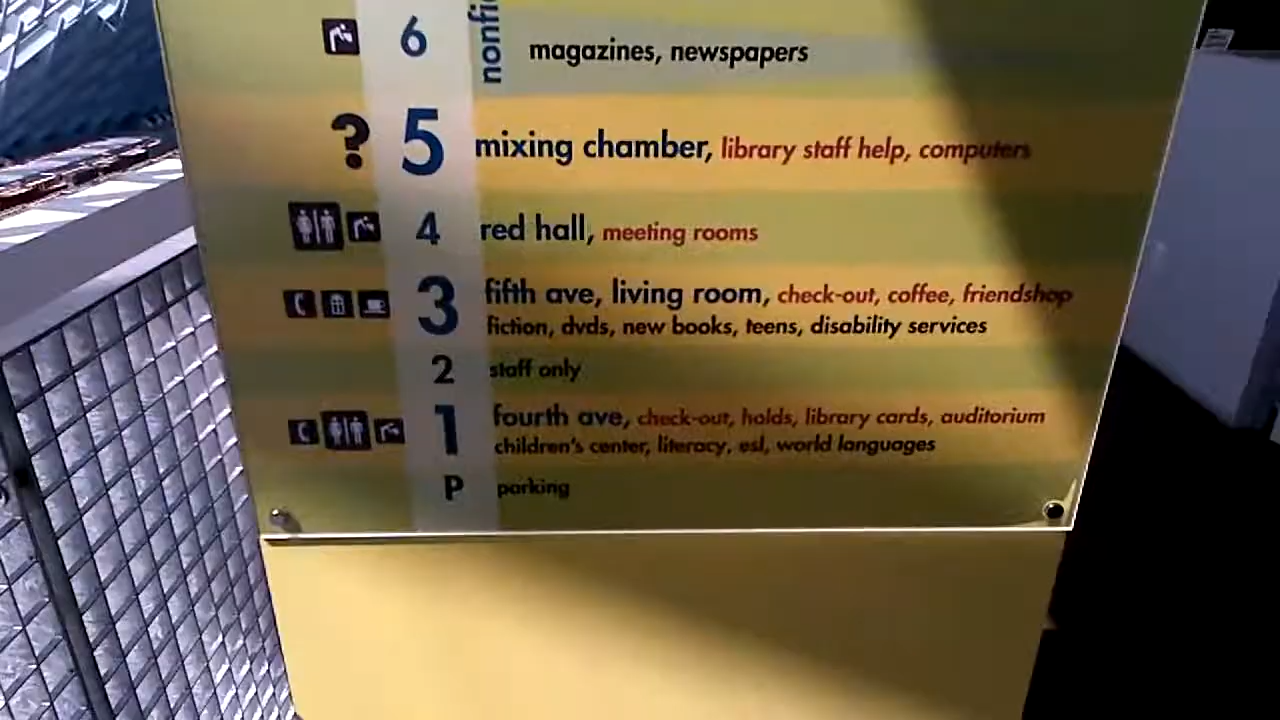 6 magazines, newspapers
? 5 mixing chamber, library staff help, computers
4 red hall, meeting rooms
3 fifth ave, living room, check-out, coffee, friendshop
fiction, dvds, new books, teens, disability services
2 staff only
1 fourth ave, check-out, holds, library cards, auditorium
children's center, literacy, esl, world languages
P parking